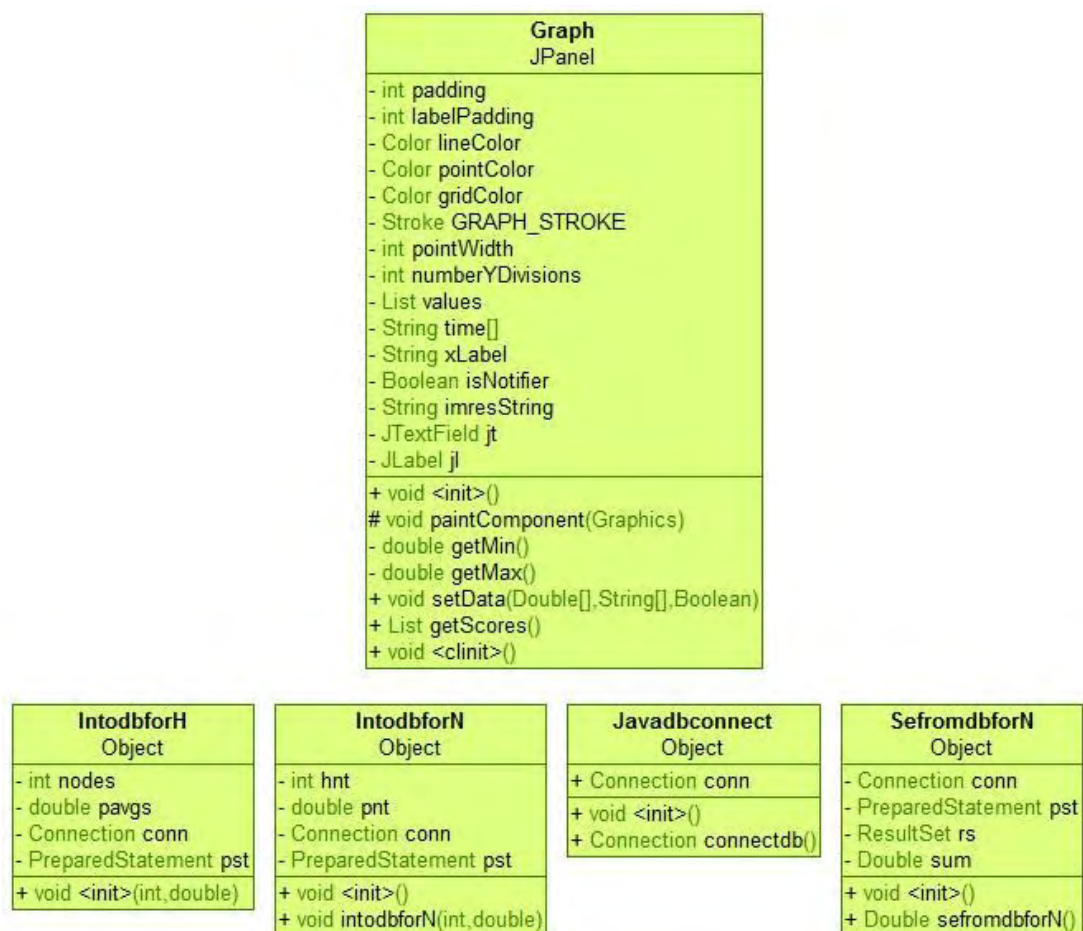 Graph
JPanel
- int padding
- int labelPadding
- Color lineColor
- Color pointColor
- Color gridColor
- Stroke GRAPH_STROKE
- int pointWidth
- int numberYDivisions
- List values
- String time[]
- String xLabel
- Boolean isNotifier
- String imresString
- JTextField jt
- JLabel jl
+ void <init>()
# void paintComponent(Graphics)
- double getMin()
- double getMax()
+ void setData(Double[],String[],Boolean)
+ List getScores()
+ void <clinit>()
IntodbforH
Object
- int nodes
- double pavgs
- Connection conn
- PreparedStatement pst
+ void <init>(int,double)
IntodbforN
Object
- int hnt
- double pnt
- Connection conn
- PreparedStatement pst
+ void <init>()
+ void intodbforN(int,double)
Javadbconnect
Object
+ Connection conn
+ void <init>()
+ Connection connectdb()
SefromdbforN
Object
- Connection conn
- PreparedStatement pst
- ResultSet rs
- Double sum
+ void <init>()
+ Double sefromdbforN()